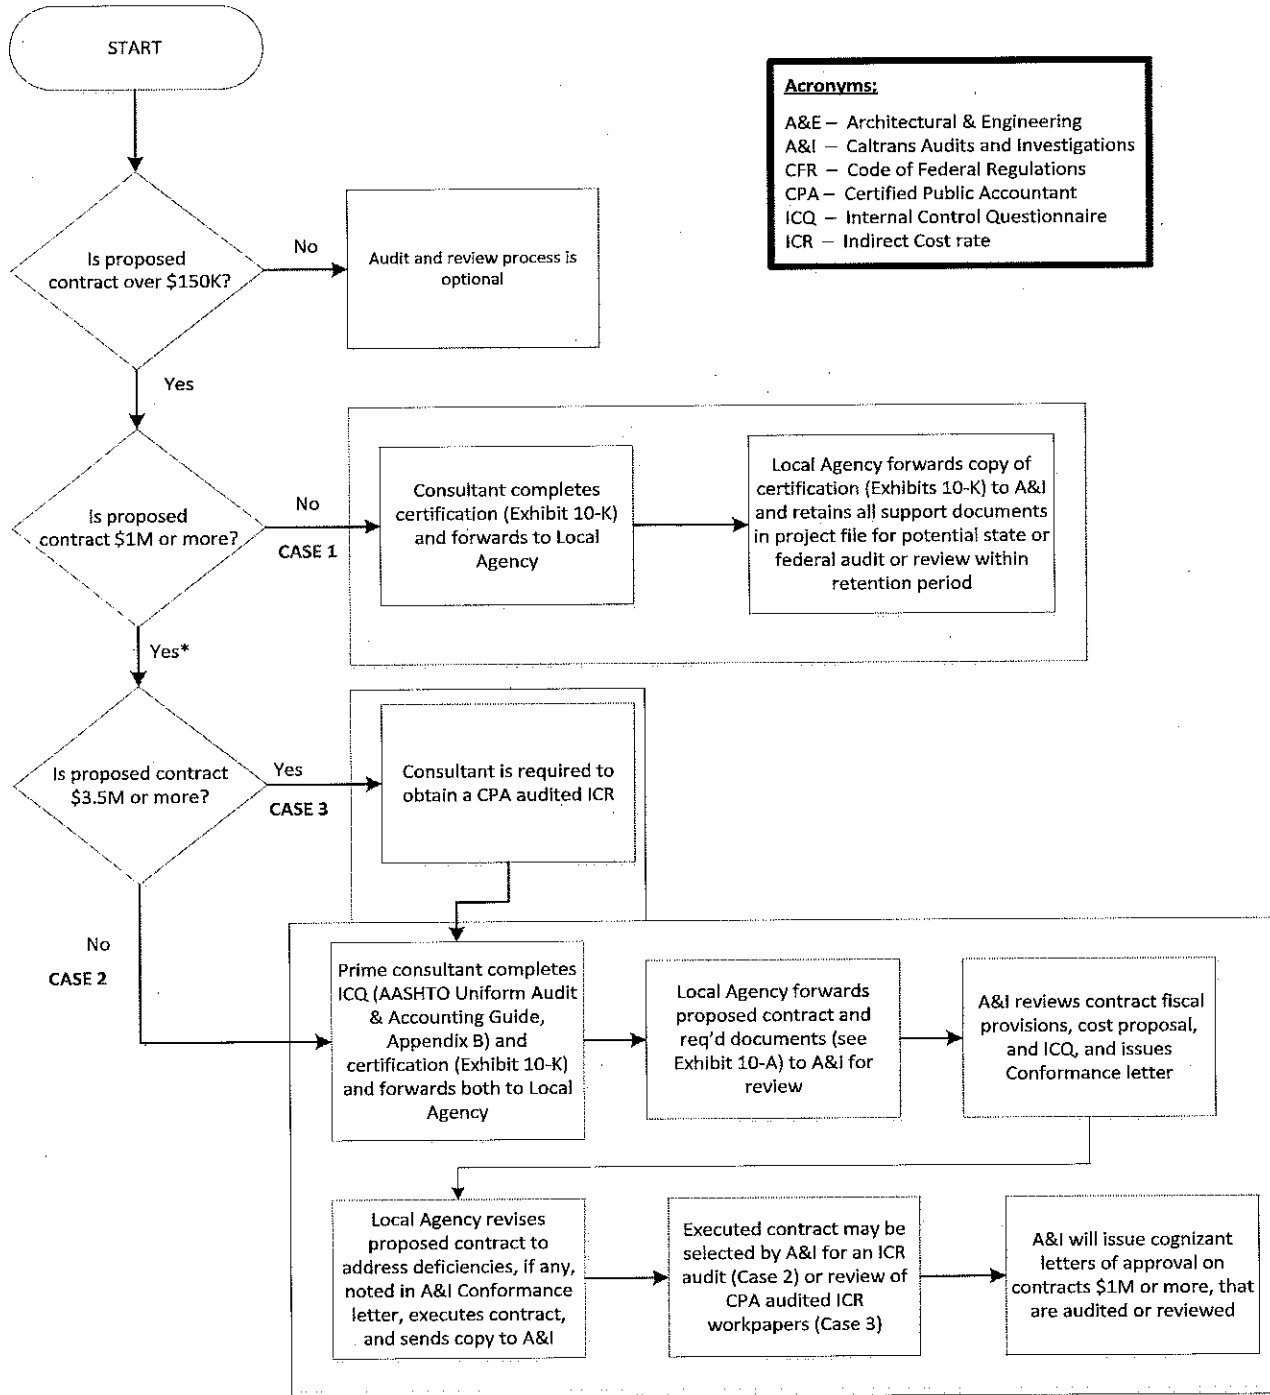 START
Acronyms:
A&E – Architectural & Engineering
A&I – Caltrans Audits and Investigations
CFR – Code of Federal Regulations
CPA – Certified Public Accountant
ICQ – Internal Control Questionnaire
ICR – Indirect Cost rate
Is proposed
contract over $150K?
No
Audit and review process is
optional
Yes
Is proposed
contract $1M or more?
No
CASE 1
Consultant completes
certification (Exhibit 10-K)
and forwards to Local
Agency
Local Agency forwards copy of
certification (Exhibits 10-K) to A&I
and retains all support documents
in project file for potential state or
federal audit or review within
retention period
Yes*
Is proposed contract
$3.5M or more?
Yes
CASE 3
Consultant is required to
obtain a CPA audited ICR
No
CASE 2
Prime consultant completes
ICQ (AASHTO Uniform Audit
& Accounting Guide,
Appendix B) and
certification (Exhibit 10-K)
and forwards both to Local
Agency
Local Agency forwards
proposed contract and
req'd documents (see
Exhibit 10-A) to A&I for
review
A&I reviews contract fiscal
provisions, cost proposal,
and ICQ, and issues
Conformance letter
Local Agency revises
proposed contract to
address deficiencies, if any,
noted in A&I Conformance
letter, executes contract,
and sends copy to A&I
Executed contract may be
selected by A&I for an ICR
audit (Case 2) or review of
CPA audited ICR
workpapers (Case 3)
A&I will issue cognizant
letters of approval on
contracts $1M or more, that
are audited or reviewed